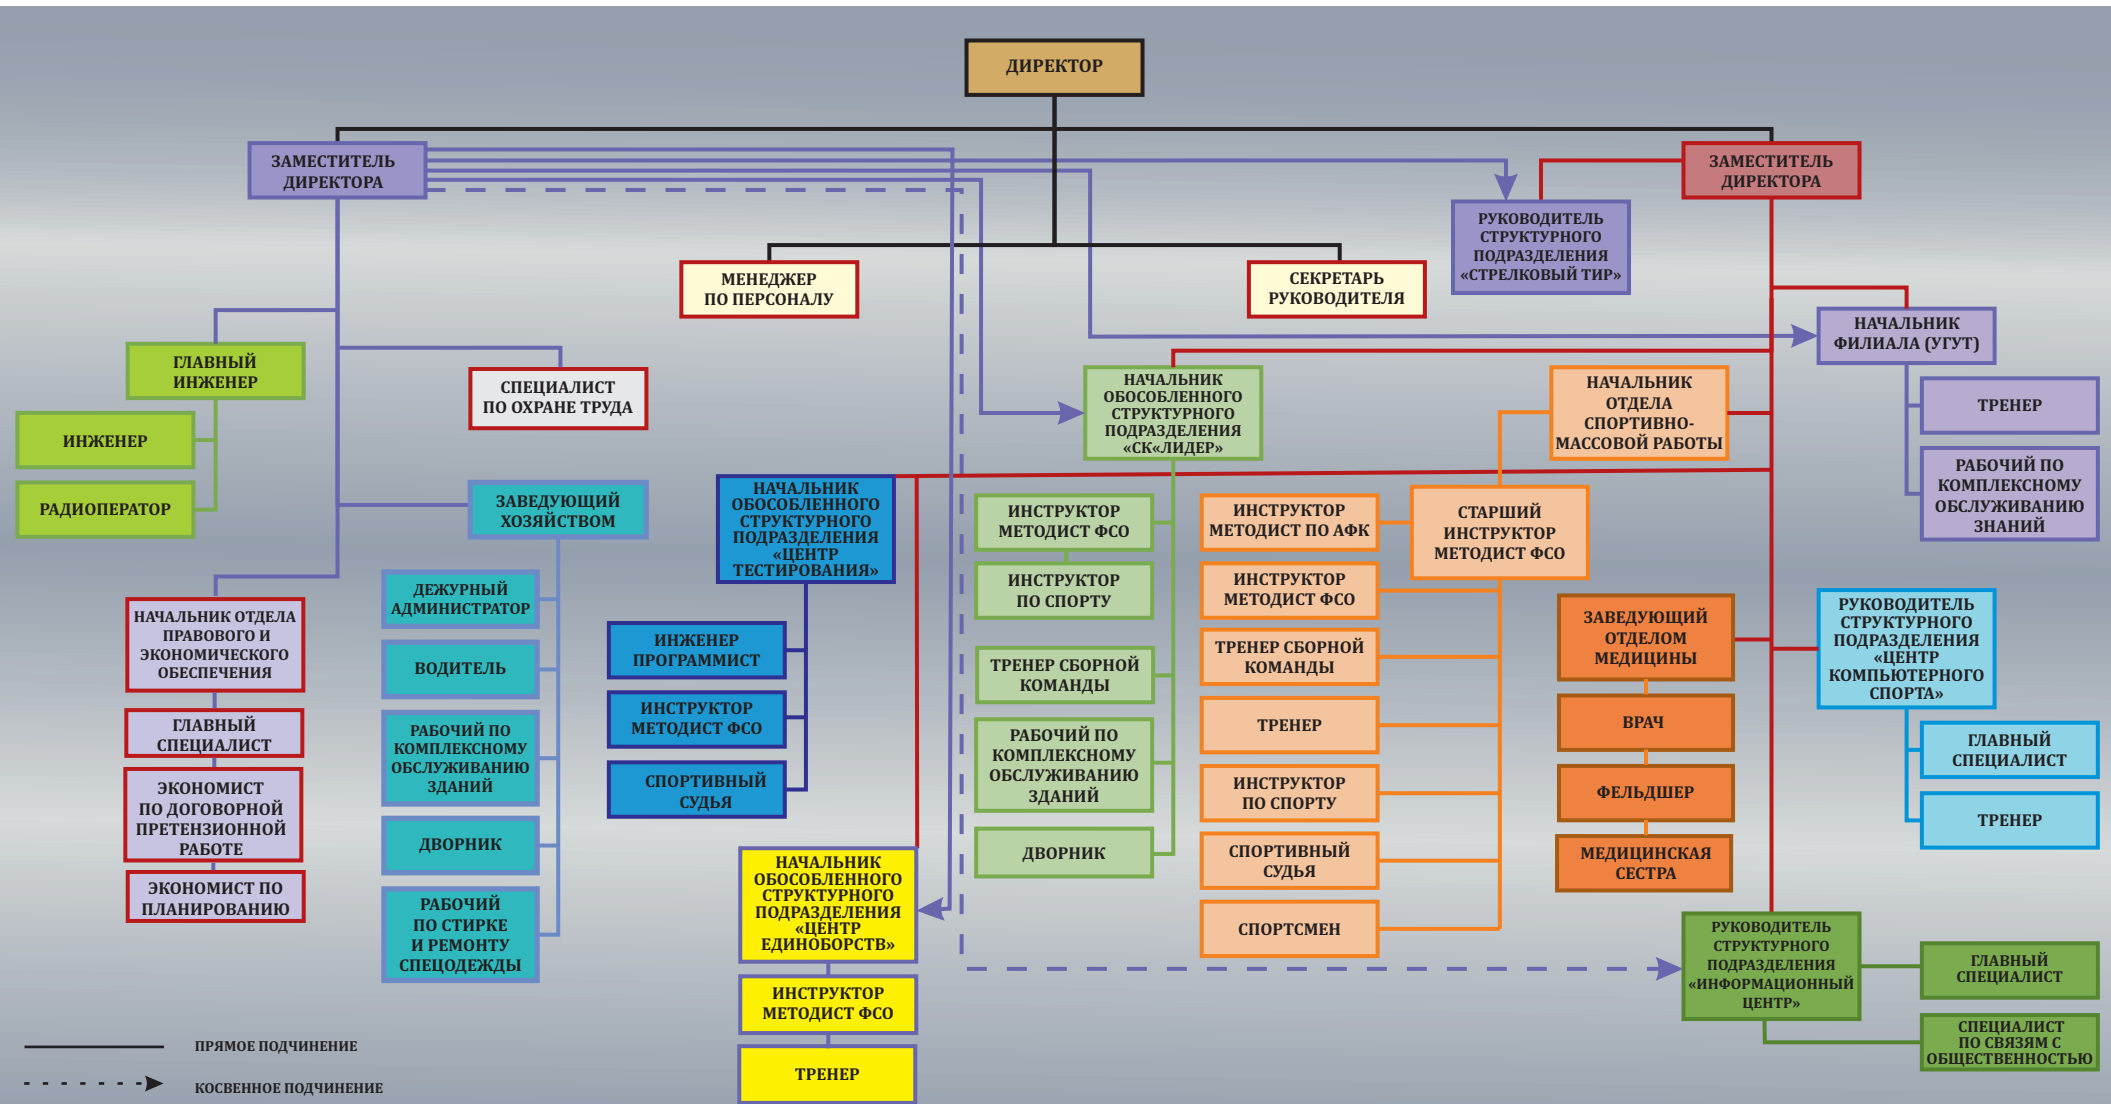 ДИРЕКТОР
ЗАМЕСТИТЕЛЬ
ДИРЕКТОРА
ЗАМЕСТИТЕЛЬ
ДИРЕКТОРА
РУКОВОДИТЕЛЬ
СТРУКТУРНОГО
ПОДРАЗДЕЛЕНИЯ
«СТРЕЛКОВЫЙ ТИР»
МЕНЕДЖЕР
ПО ПЕРСОНАЛУ
СЕКРЕТАРЬ
РУКОВОДИТЕЛЯ
НАЧАЛЬНИК
ФИЛИАЛА (УГУТ)
ТРЕНЕР
РАБОЧИЙ ПО
КОМПЛЕКСНОМУ
ОБСЛУЖИВАНИЮ
ЗНАНИЙ
ГЛАВНЫЙ
ИНЖЕНЕР
ИНЖЕНЕР
РАДИОПЕРАТОР
СПЕЦИАЛИСТ
ПО ОХРАНЕ ТРУДА
ЗАВЕДУЮЩИЙ
ХОЗЯЙСТВОМ
ДЕЖУРНЫЙ
АДМИНИСТРАТОР
ВОДИТЕЛЬ
РАБОЧИЙ ПО
КОМПЛЕКСНОМУ
ОБСЛУЖИВАНИЮ
ЗДАНИЙ
ДВОРНИК
РАБОЧИЙ
ПО СТИРКЕ
И РЕМОНТУ
СПЕЦОДЕЖДЫ
НАЧАЛЬНИК ОТДЕЛА
ПРАВОВОГО И
ЭКОНОМИЧЕСКОГО
ОБЕСПЕЧЕНИЯ
ГЛАВНЫЙ
СПЕЦИАЛИСТ
ЭКОНОМИСТ
ПО ДОГОВОРНОЙ
ПРЕТЕНЗИОННОЙ
РАБОТЕ
ЭКОНОМИСТ ПО
ПЛАНИРОВАНИЮ
НАЧАЛЬНИК
ОБОСОБЛЕННОГО
СТРУКТУРНОГО
ПОДРАЗДЕЛЕНИЯ
«ЦЕНТР
ТЕСТИРОВАНИЯ»
ИНЖЕНЕР
ПРОГРАММИСТ
ИНСТРУКТОР
МЕТОДИСТ ФСО
СПОРТИВНЫЙ
СУДЬЯ
НАЧАЛЬНИК
ОБОСОБЛЕННОГО
СТРУКТУРНОГО
ПОДРАЗДЕЛЕНИЯ
«ЦЕНТР
ЕДИНОБОРСТВ»
ИНСТРУКТОР
МЕТОДИСТ ФСО
ТРЕНЕР
НАЧАЛЬНИК
ОБОСОБЛЕННОГО
СТРУКТУРНОГО
ПОДРАЗДЕЛЕНИЯ
«СК«ЛИДЕР»
ИНСТРУКТОР
МЕТОДИСТ ФСО
ИНСТРУКТОР
ПО СПОРТУ
ТРЕНЕР СБОРНОЙ
КОМАНДЫ
РАБОЧИЙ ПО
КОМПЛЕКСНОМУ
ОБСЛУЖИВАНИЮ
ЗДАНИЙ
ДВОРНИК
НАЧАЛЬНИК
ОТДЕЛА
СПОРТИВНО-
МАССОВОЙ РАБОТЫ
СТАРШИЙ
ИНСТРУКТОР
МЕТОДИСТ ФСО
ИНСТРУКТОР
МЕТОДИСТ ПО АФК
ИНСТРУКТОР
МЕТОДИСТ ФСО
ТРЕНЕР СБОРНОЙ
КОМАНДЫ
ТРЕНЕР
ИНСТРУКТОР
ПО СПОРТУ
СПОРТИВНЫЙ
СУДЬЯ
СПОРТСМЕН
ЗАВЕДУЮЩИЙ
ОТДЕЛОМ
МЕДИЦИНЫ
ВРАЧ
ФЕЛЬДШЕР
МЕДИЦИНСКАЯ
СЕСТРА
РУКОВОДИТЕЛЬ
СТРУКТУРНОГО
ПОДРАЗДЕЛЕНИЯ
«ЦЕНТР
КОМПЬЮТЕРНОГО
СПОРТА»
ГЛАВНЫЙ
СПЕЦИАЛИСТ
ТРЕНЕР
РУКОВОДИТЕЛЬ
СТРУКТУРНОГО
ПОДРАЗДЕЛЕНИЯ
«ИНФОРМАЦИОННЫЙ
ЦЕНТР»
ГЛАВНЫЙ
СПЕЦИАЛИСТ
СПЕЦИАЛИСТ
ПО СВЯЗЯМ С
ОБЩЕСТВЕННОСТЬЮ
ПРЯМОЕ ПОДЧИНЕНИЕ
КОСВЕННОЕ ПОДЧИНЕНИЕ